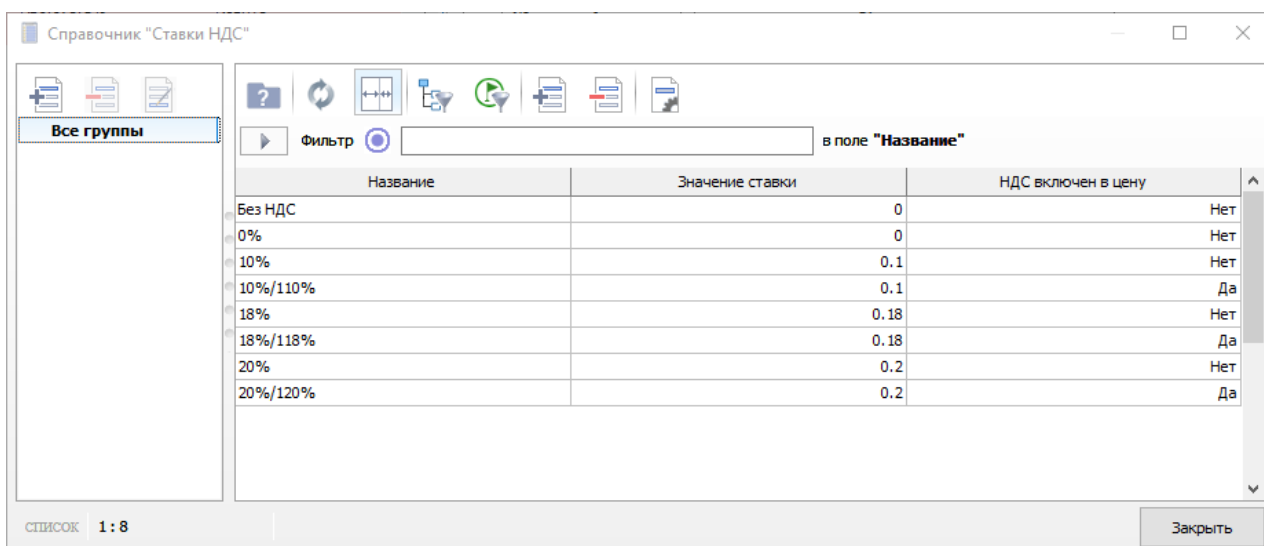 Справочник "Ставки НДС"
Все группы
Фильтр в поле "Название"
Название Значение ставки НДС включен в цену
Без НДС 0 Нет
0% 0 Нет
10% 0.1 Нет
10%/110% 0.1 Да
18% 0.18 Нет
18%/118% 0.18 Да
20% 0.2 Нет
20%/120% 0.2 Да
СПИСОК 1:8
Закрыть